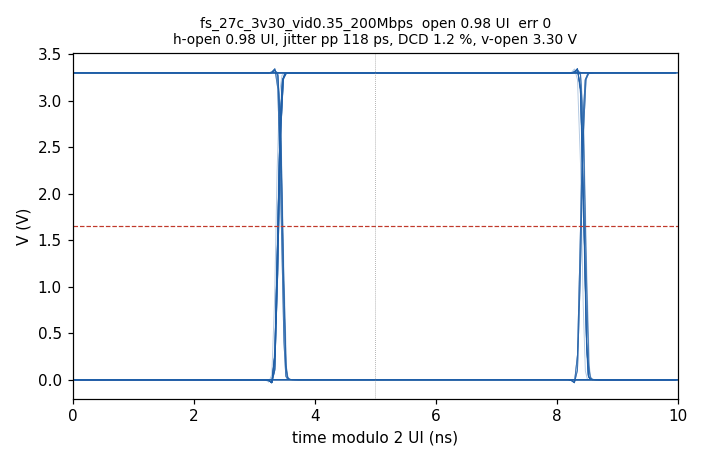 fs_27c_3v30_vid0.35_200Mbps  open 0.98 UI  err 0
h-open 0.98 UI, jitter pp 118 ps, DCD 1.2 %, v-open 3.30 V
3.5
3.0
2.5
2.0
1.5
1.0
0.5
0.0
V (V)
0 2 4 6 8 10
time modulo 2 UI (ns)